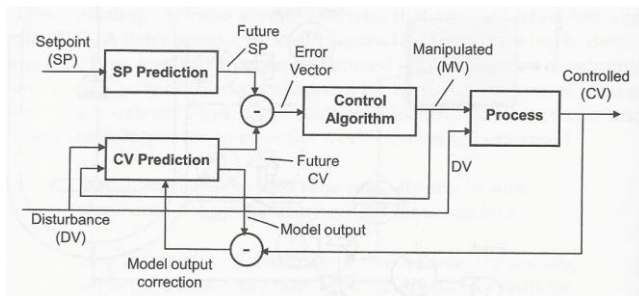 Future
SP
Setpoint
(SP)
Error
Vector
Manipulated
(MV)
Controlled
(CV)
SP Prediction
-
Control
Algorithm
Process
CV Prediction
Future
CV
DV
Disturbance
(DV)
Model output
-
Model output
correction